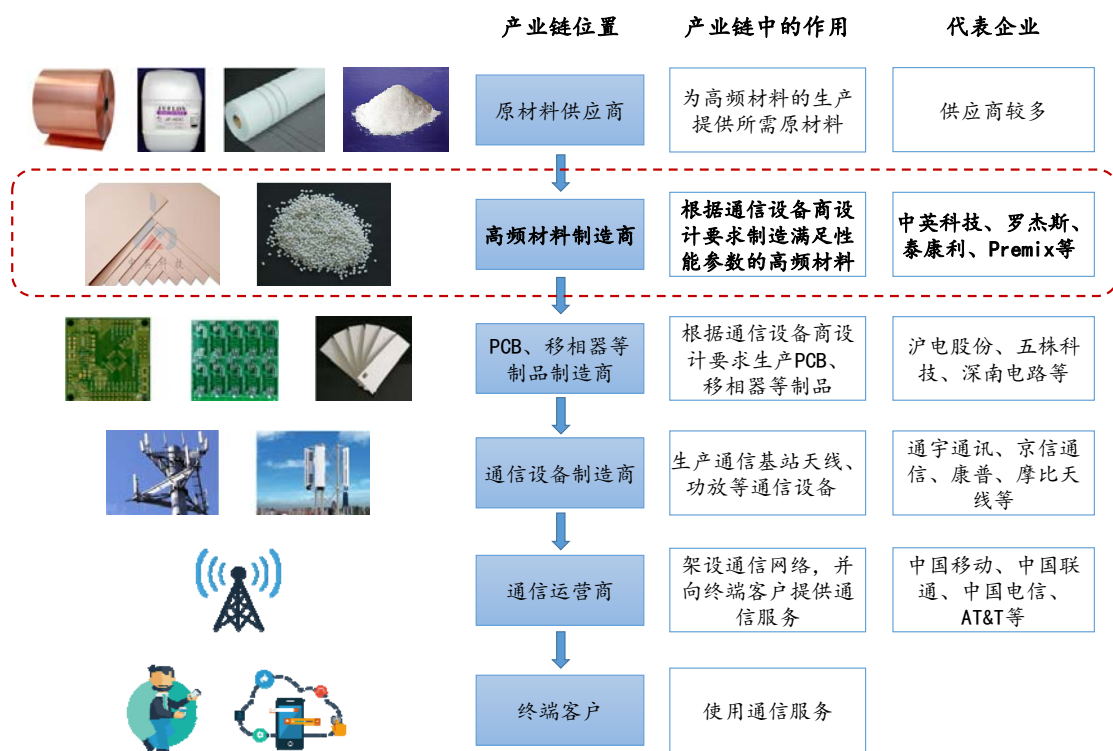 产业链位置 产业链中的作用 代表企业
原材料供应商
为高频材料的生产
提供所需原材料
供应商较多
高频材料制造商
根据通信设备商设
计要求制造满足性
能参数的高频材料
中英科技、罗杰斯、
泰康利、Premix等
中英科技
PCB、移相器等
制品制造商
根据通信设备商设
计要求生产PCB、
移相器等制品
沪电股份、五株科
技、深南电路等
通信设备制造商
生产通信基站天线、
功放等通信设备
通宇通讯、京信通
信、康普、摩比天
线等
通信运营商
架设通信网络，并
向终端客户提供通
信服务
中国移动、中国联
通、中国电信、
AT&T等
终端客户
使用通信服务